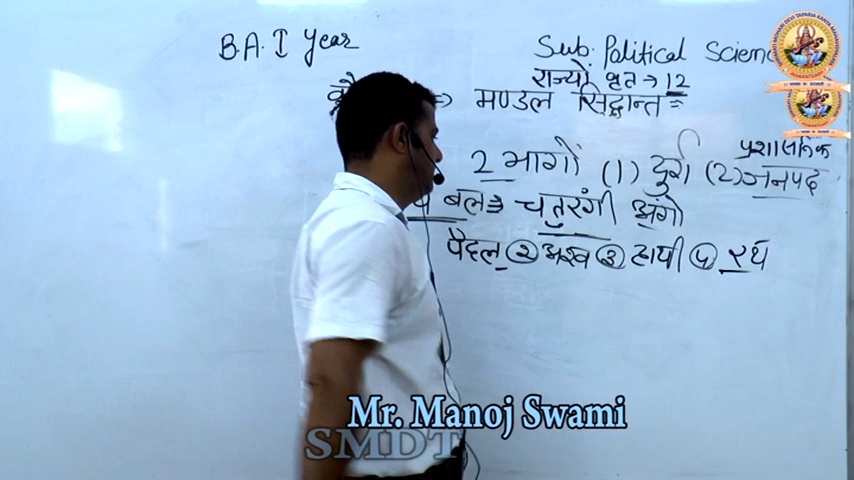 B.A. I Year
Sub. Political Scienc
राज्यों वृत → 12
कौ => मण्डल सिद्धान्त =
2 भागों (1) दुर्ग (2) जनपद
प्रशासनिक
बल => चतुरंगी अंगो
पैदल ② अश्व ③ हाथी ④ रथ
Mr. Manoj Swami
SMDT